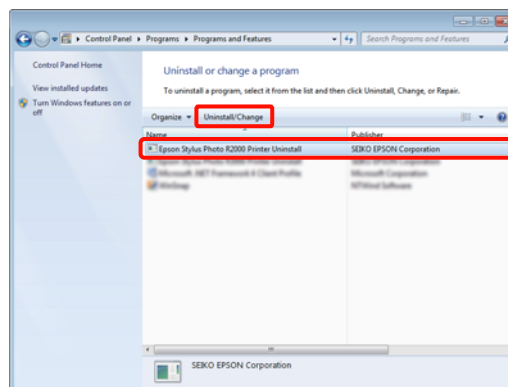 Control Panel ▸ Programs ▸ Programs and Features
Search Programs and Features
Control Panel Home
View installed updates
Turn Windows features on or
off
Uninstall or change a program
To uninstall a program, select it from the list and then click Uninstall, Change, or Repair.
Organize Uninstall/Change
Name Publisher
Epson Stylus Photo R2000 Printer Uninstall SEIKO EPSON Corporation
SEIKO EPSON Corporation